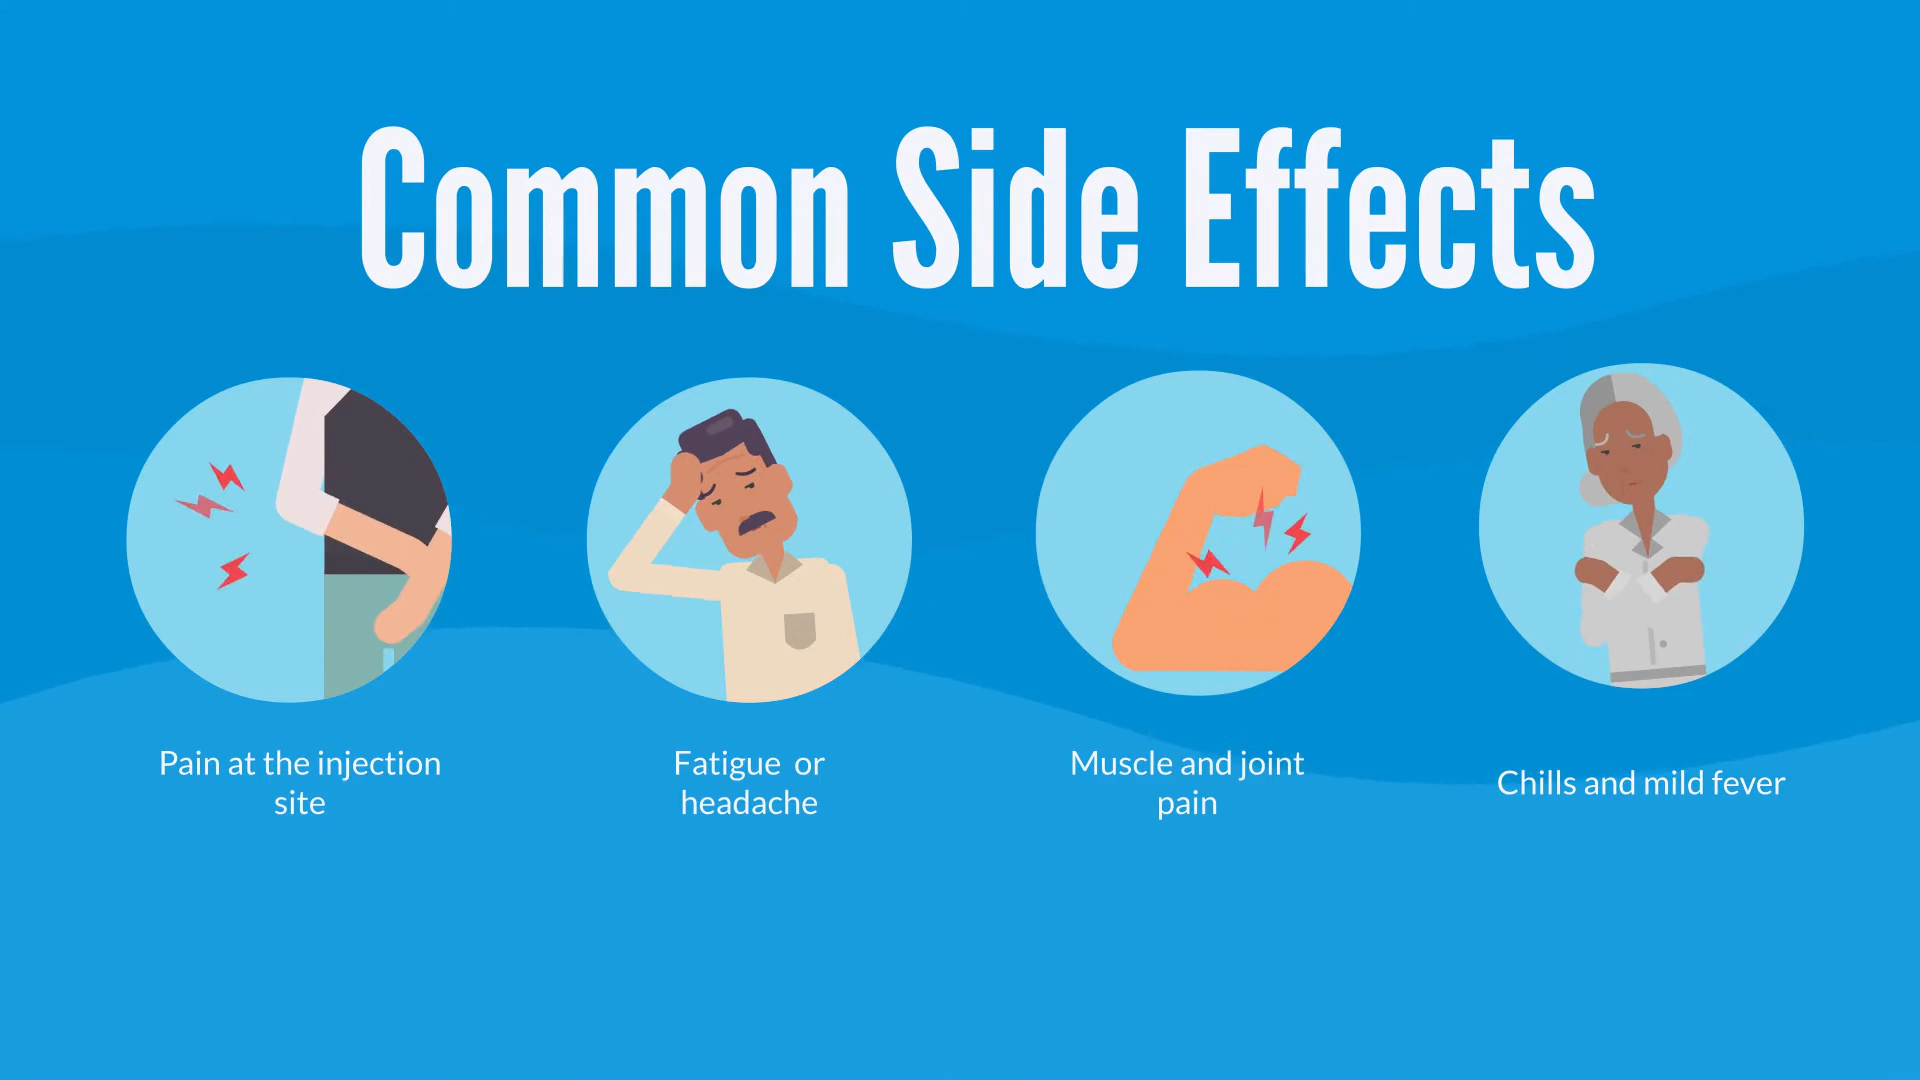 Common Side Effects
Pain at the injection
site
Fatigue or
headache
Muscle and joint
pain
Chills and mild fever